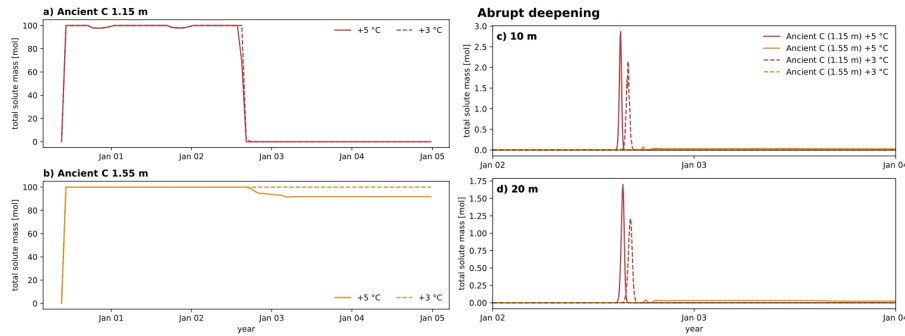 a) Ancient C 1.15 m
100
80
60
40
20
0
total solute mass [mol]
+5 °C
+3 °C
Jan 01
Jan 02
Jan 03
Jan 04
Jan 05
b) Ancient C 1.55 m
100
80
60
40
20
0
total solute mass [mol]
+5 °C
+3 °C
Jan 01
Jan 02
Jan 03
Jan 04
Jan 05
year
Abrupt deepening
c) 10 m
3.0
2.5
2.0
1.5
1.0
0.5
0.0
total solute mass [mol]
Ancient C (1.15 m) +5 °C
Ancient C (1.55 m) +5 °C
Ancient C (1.15 m) +3 °C
Ancient C (1.55 m) +3 °C
Jan 02
Jan 03
Jan 04
d) 20 m
1.75
1.50
1.25
1.00
0.75
0.50
0.25
0.00
total solute mass [mol]
Jan 02
Jan 03
Jan 04
year